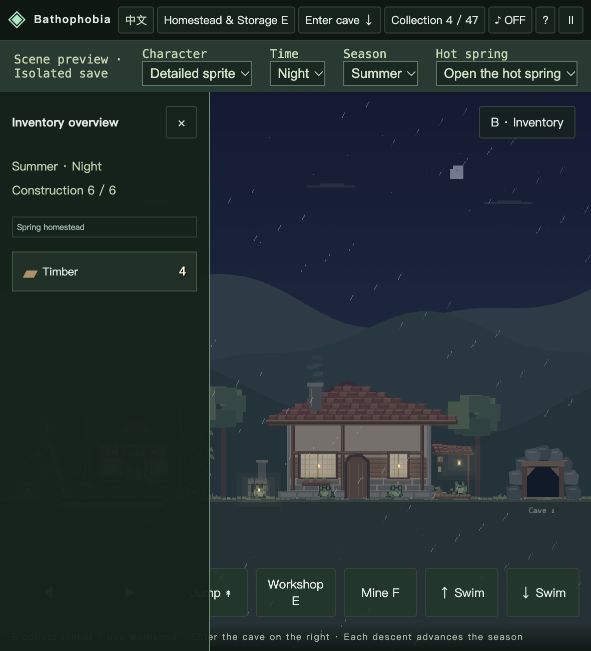 Bathophobia
中文
Homestead & Storage E
Enter cave ↓
Collection 4 / 47
♪ OFF
?
II
Scene preview ·
Isolated save
Character
Detailed sprite
Time
Night
Season
Summer
Hot spring
Open the hot spring
Inventory overview
×
B · Inventory
Summer · Night
Construction 6 / 6
Spring homestead
Timber
4
Cave
Workshop
E
Mine F
↑ Swim
↓ Swim
the cave on the right · Each descent advances the season